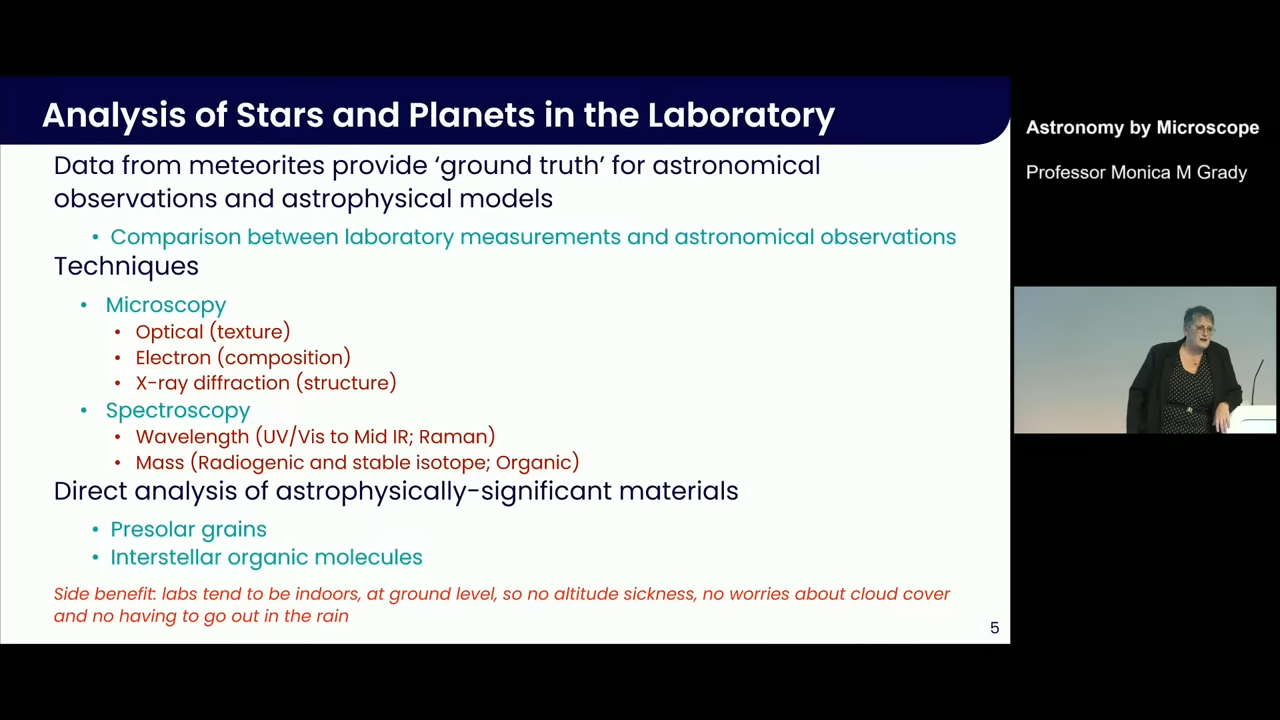 Analysis of Stars and Planets in the Laboratory
Data from meteorites provide ‘ground truth’ for astronomical
observations and astrophysical models
• Comparison between laboratory measurements and astronomical observations
Techniques
• Microscopy
• Optical (texture)
• Electron (composition)
• X-ray diffraction (structure)
• Spectroscopy
• Wavelength (UV/Vis to Mid IR; Raman)
• Mass (Radiogenic and stable isotope; Organic)
Direct analysis of astrophysically-significant materials
• Presolar grains
• Interstellar organic molecules
Side benefit: labs tend to be indoors, at ground level, so no altitude sickness, no worries about cloud cover
and no having to go out in the rain
5
Astronomy by Microscope
Professor Monica M Grady